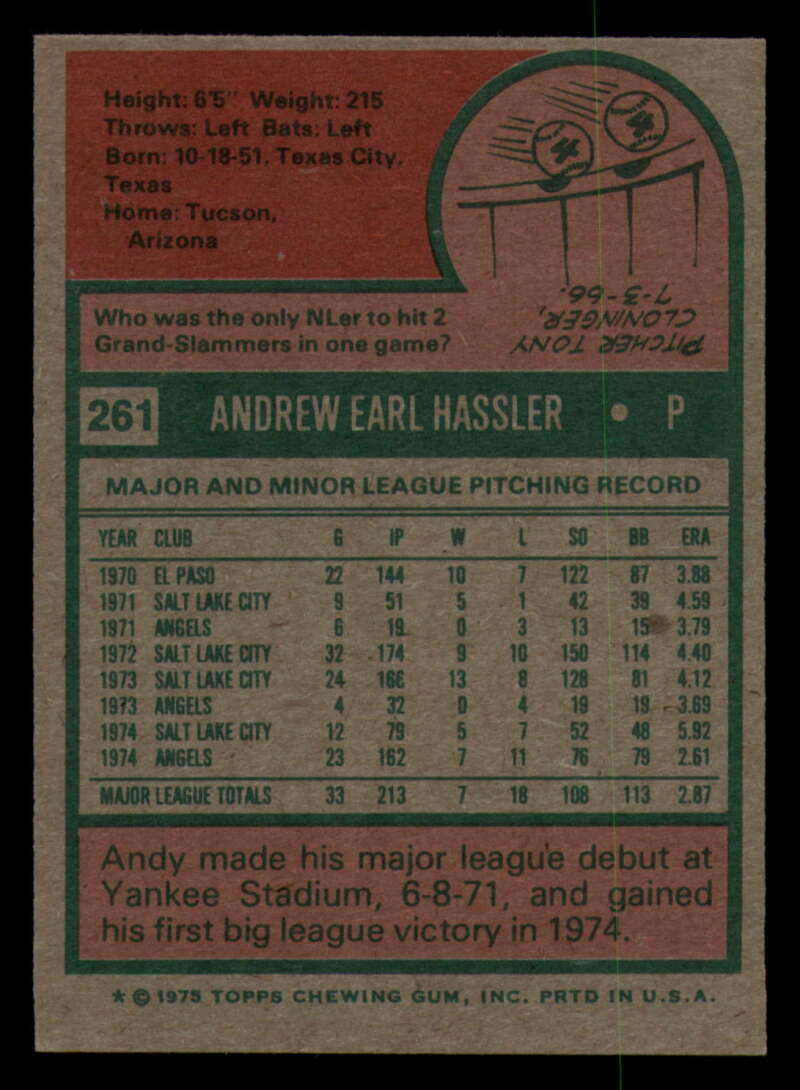 Height: 6'5" Weight: 215
Throws: Left Bats: Left
Born: 10-18-51, Texas City,
Texas
Home: Tucson,
Arizona
4 4
Who was the only NLer to hit 2
Grand-Slammers in one game?
PITCHER TONY
CLONINGER,
7-3-66.
261 ANDREW EARL HASSLER • P
MAJOR AND MINOR LEAGUE PITCHING RECORD
YEAR CLUB G IP W L SO BB ERA
1970 EL PASO 22 144 10 7 122 87 3.88
1971 SALT LAKE CITY 9 51 5 1 42 39 4.59
1971 ANGELS 6 19 0 3 13 15 3.79
1972 SALT LAKE CITY 32 174 9 10 150 114 4.40
1973 SALT LAKE CITY 24 166 13 8 128 81 4.12
1973 ANGELS 4 32 0 4 19 19 3.69
1974 SALT LAKE CITY 12 79 5 7 52 48 5.92
1974 ANGELS 23 162 7 11 76 79 2.61
MAJOR LEAGUE TOTALS 33 213 7 18 108 113 2.87
Andy made his major league debut at
Yankee Stadium, 6-8-71, and gained
his first big league victory in 1974.
* © 1975 TOPPS CHEWING GUM, INC. PRTD IN U.S.A.